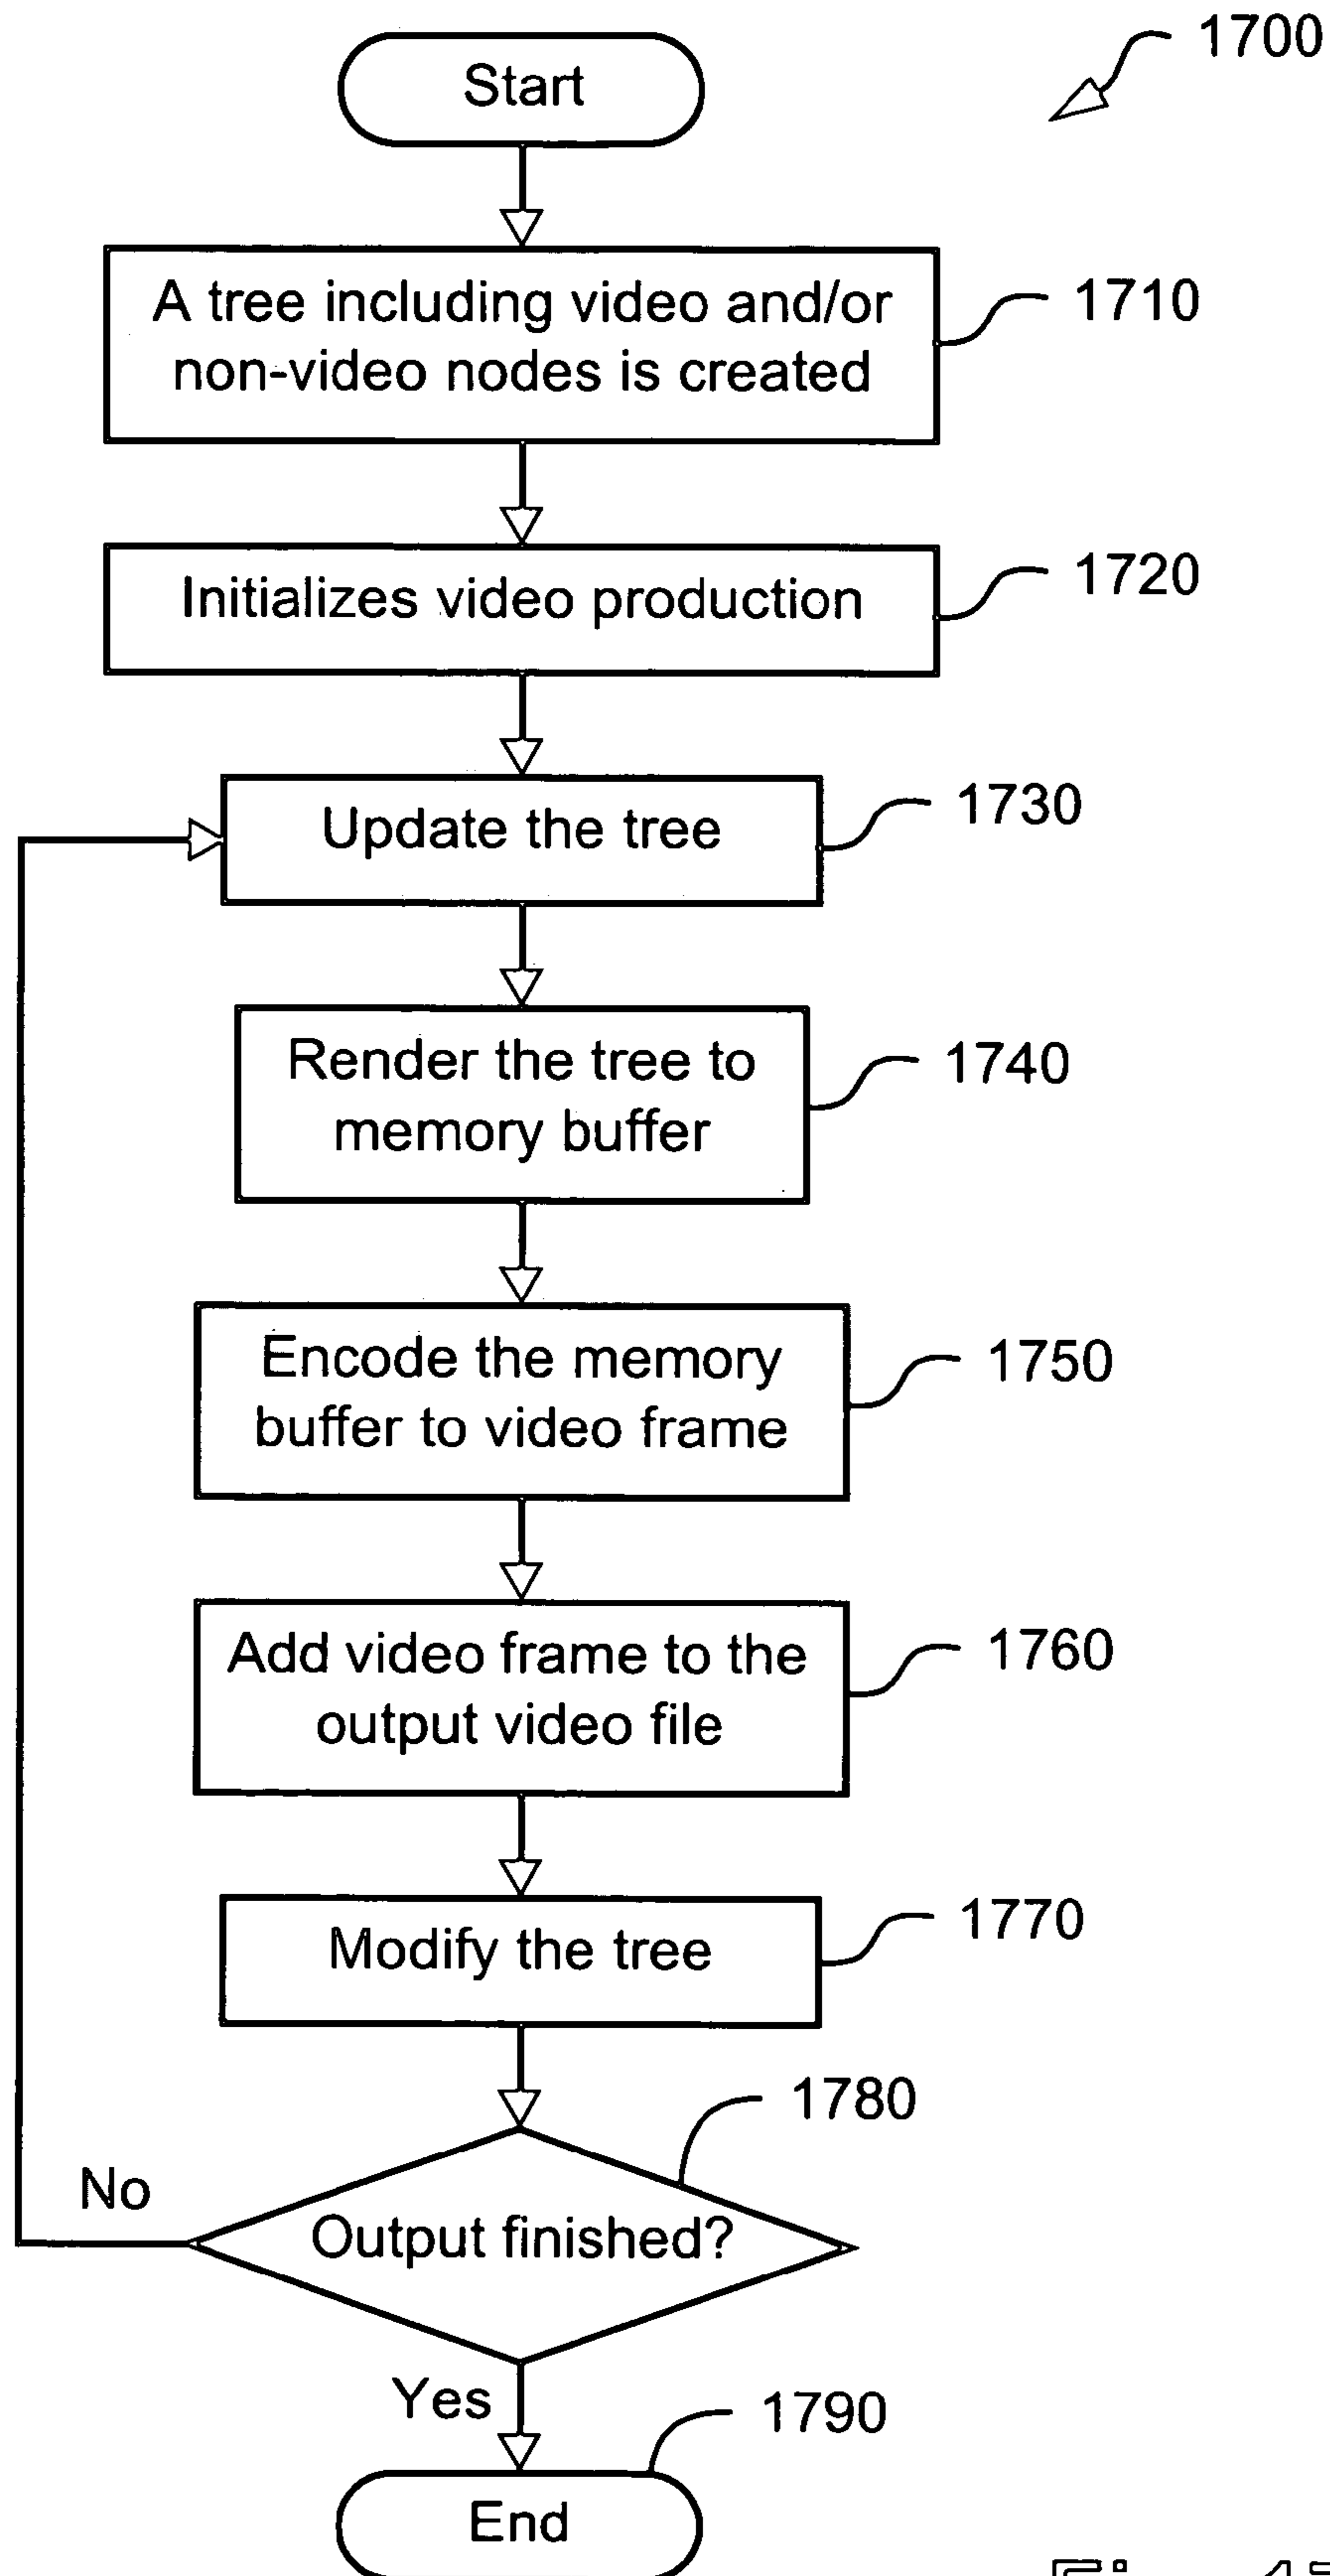 1700
Start
A tree including video and/or
non-video nodes is created
1710
Initializes video production
1720
Update the tree
1730
Render the tree to
memory buffer
1740
Encode the memory
buffer to video frame
1750
Add video frame to the
output video file
1760
Modify the tree
1770
1780
Output finished?
No
Yes
1790
End